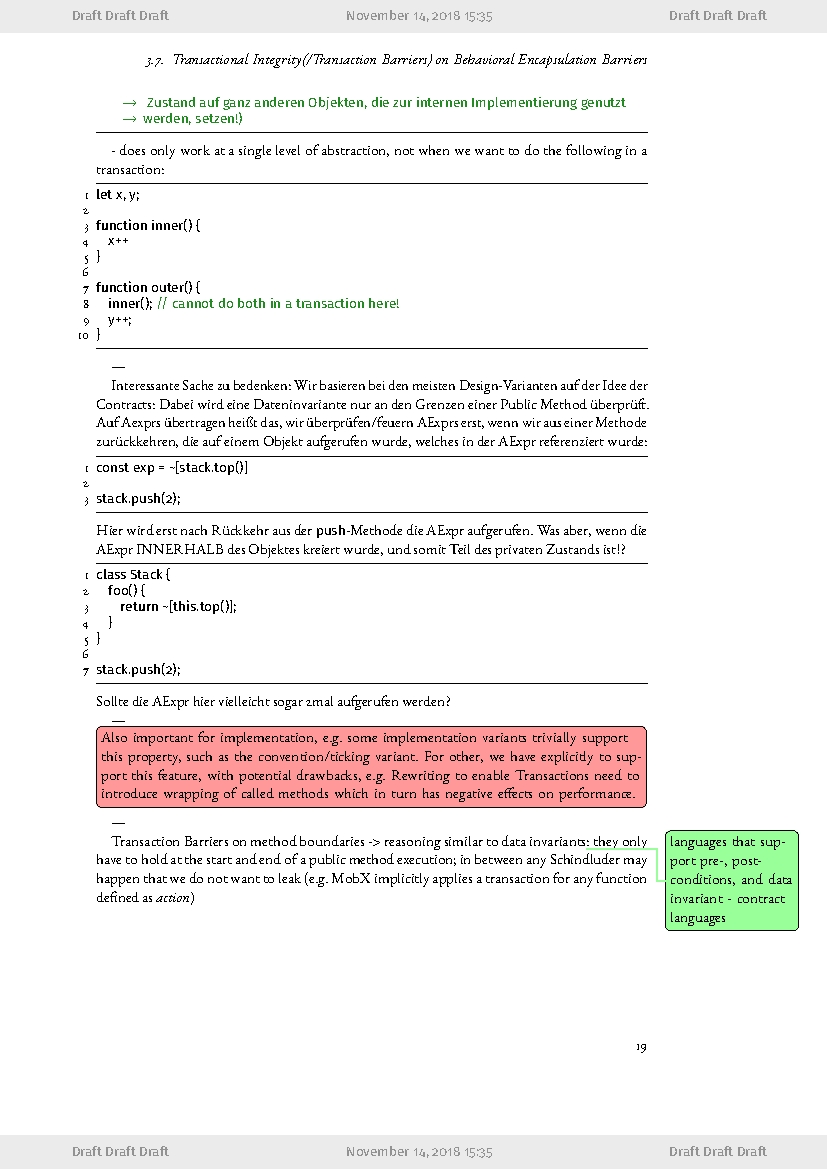 Draft Draft Draft November 14, 2018 15:35 Draft Draft Draft
3.7. Transactional Integrity(/Transaction Barriers) on Behavioral Encapsulation Barriers
→ Zustand auf ganz anderen Objekten, die zur internen Implementierung genutzt
→ werden, setzen!)
- does only work at a single level of abstraction, not when we want to do the following in a
transaction:
1 let x, y;
2
3 function inner() {
4 x++
5 }
6
7 function outer() {
8 inner(); // cannot do both in a transaction here!
9 y++;
10 }
—
Interessante Sache zu bedenken: Wir basieren bei den meisten Design-Varianten auf der Idee der
Contracts: Dabei wird eine Dateninvariante nur an den Grenzen einer Public Method überprüft.
Auf Aexprs übertragen heißt das, wir überprüfen/feuern AExprs erst, wenn wir aus einer Methode
zurückkehren, die auf einem Objekt aufgerufen wurde, welches in der AExpr referenziert wurde:
1 const exp = ~[stack.top()]
2
3 stack.push(2);
Hier wird erst nach Rückkehr aus der push-Methode die AExpr aufgerufen. Was aber, wenn die
AExpr INNERHALB des Objektes kreiert wurde, und somit Teil des privaten Zustands ist!?
1 class Stack {
2 foo() {
3 return ~[this.top()];
4 }
5 }
6
7 stack.push(2);
Sollte die AExpr hier vielleicht sogar 2mal aufgerufen werden?
—
Also important for implementation, e.g. some implementation variants trivially support
this property, such as the convention/ticking variant. For other, we have explicitly to sup-
port this feature, with potential drawbacks, e.g. Rewriting to enable Transactions need to
introduce wrapping of called methods which in turn has negative effects on performance.
—
Transaction Barriers on method boundaries -> reasoning similar to data invariants: they only
have to hold at the start and end of a public method execution; in between any Schindluder may
happen that we do not want to leak (e.g. MobX implicitly applies a transaction for any function
defined as action)
languages that sup-
port pre-, post-
conditions, and data
invariant - contract
languages
19
Draft Draft Draft November 14, 2018 15:35 Draft Draft Draft